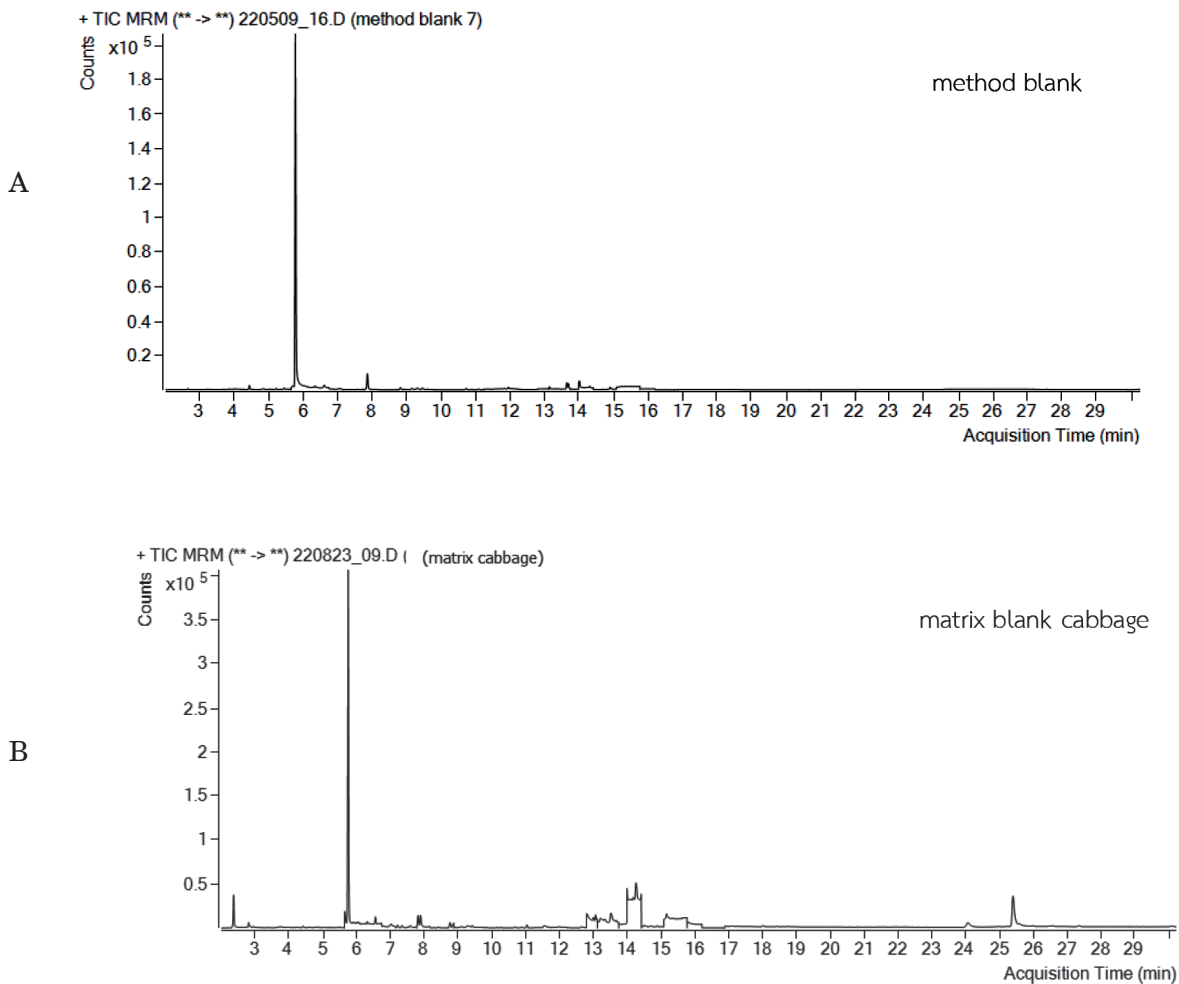 + TIC MRM (** -> **) 220509_16.D (method blank 7)
Counts
x10 5
method blank
1.8
1.6
1.4
A
1.2
1
0.8
0.6
0.4
0.2
3 4 5 6 7 8 9 10 11 12 13 14 15 16 17 18 19 20 21 22 23 24 25 26 27 28 29
Acquisition Time (min)
+ TIC MRM (** -> **) 220823_09.D ( (matrix cabbage)
Counts
x10 5
matrix blank cabbage
3.5
3
2.5
2
B
1.5
1
0.5
3 4 5 6 7 8 9 10 11 12 13 14 15 16 17 18 19 20 21 22 23 24 25 26 27 28 29
Acquisition Time (min)